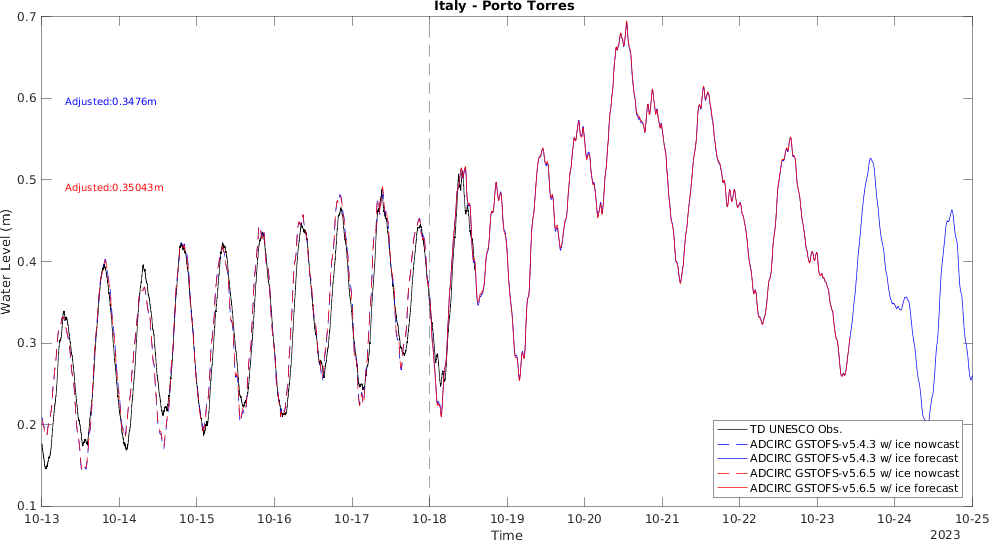 Italy - Porto Torres
0.7
0.6
0.5
0.4
0.3
0.2
0.1
Water Level (m)
Adjusted:0.3476m
Adjusted:0.35043m
TD UNESCO Obs.
ADCIRC GSTOFS-v5.4.3 w/ ice nowcast
ADCIRC GSTOFS-v5.4.3 w/ ice forecast
ADCIRC GSTOFS-v5.6.5 w/ ice nowcast
ADCIRC GSTOFS-v5.6.5 w/ ice forecast
10-13 10-14 10-15 10-16 10-17 10-18 10-19 10-20 10-21 10-22 10-23 10-24 10-25
Time
2023